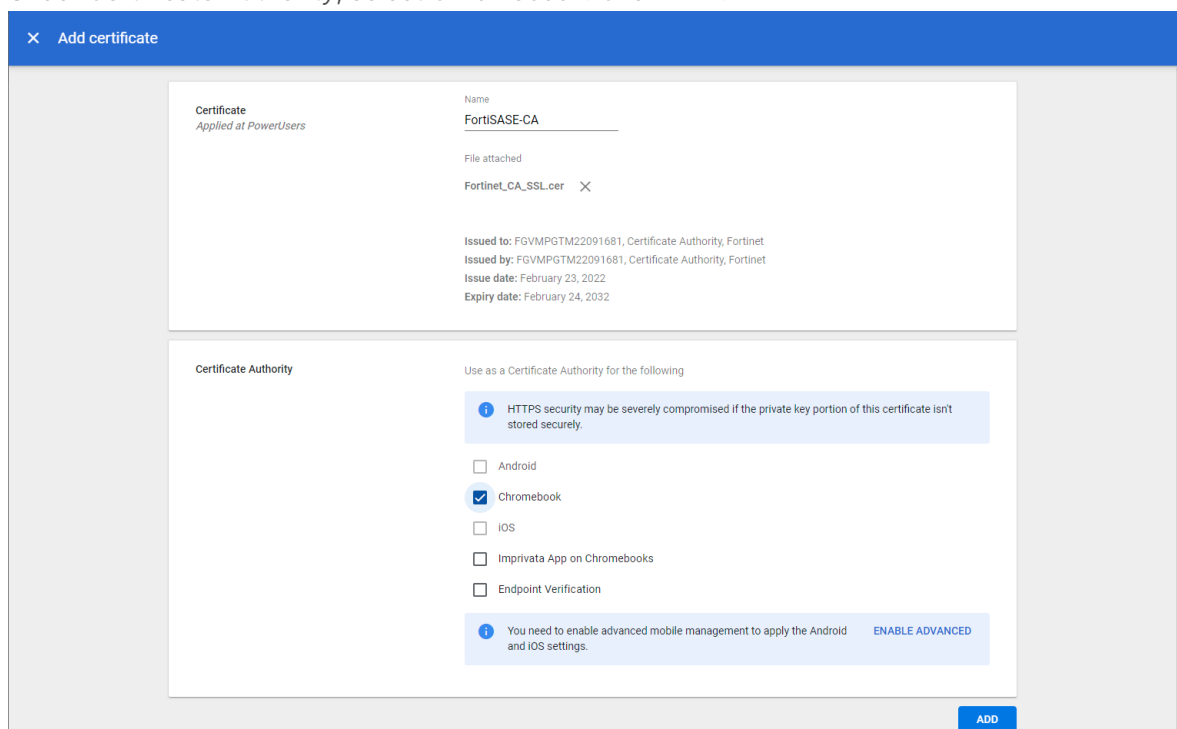 Add certificate
Certificate
Applied at PowerUsers
Name
FortiSASE-CA
File attached
Fortinet_CA_SSL.cer
Issued to: FGVMPGTM22091681, Certificate Authority, Fortinet
Issued by: FGVMPGTM22091681, Certificate Authority, Fortinet
Issue date: February 23, 2022
Expiry date: February 24, 2032
Certificate Authority
Use as a Certificate Authority for the following
HTTPS security may be severely compromised if the private key portion of this certificate isn't
stored securely.
Android
Chromebook
iOS
Imprivata App on Chromebooks
Endpoint Verification
You need to enable advanced mobile management to apply the Android
and iOS settings.
ENABLE ADVANCED
ADD